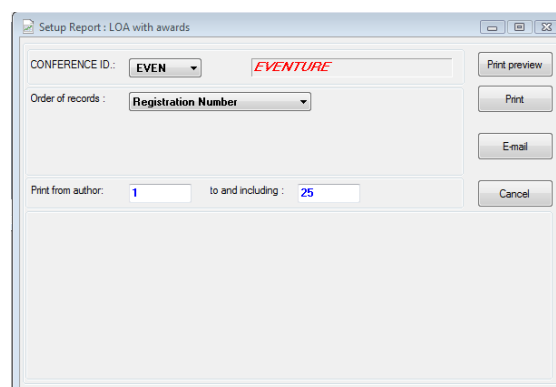 Setup Report : LOA with awards
CONFERENCE ID.: EVEN EVENTURE
Print preview
Order of records : Registration Number
Print
E-mail
Print from author: 1 to and including : 25
Cancel